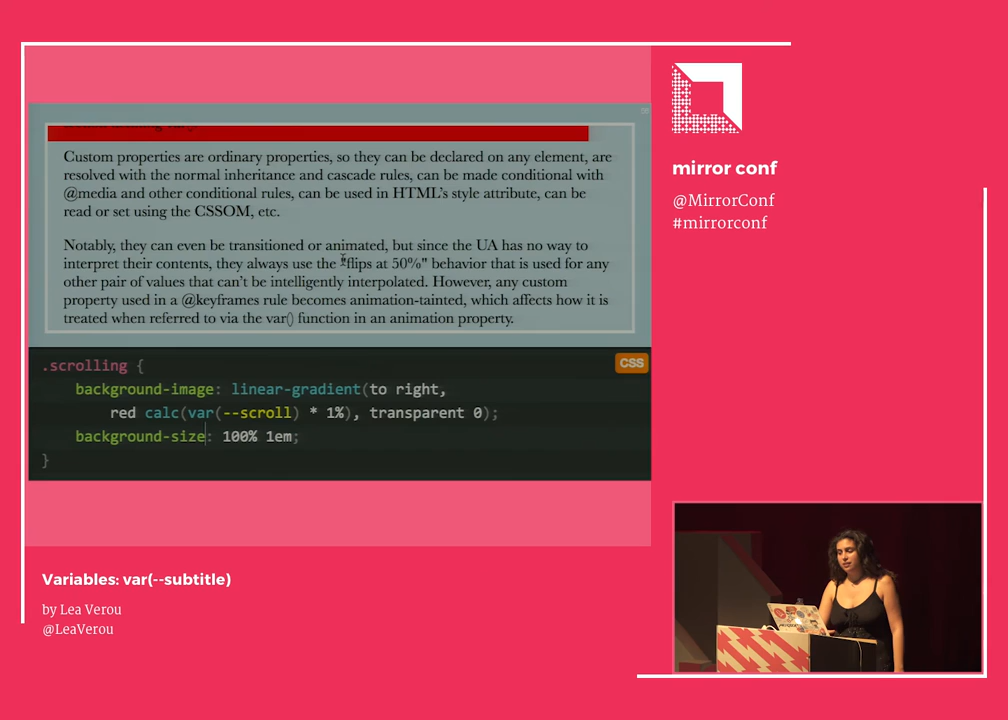 Custom properties are ordinary properties, so they can be declared on any element, are
resolved with the normal inheritance and cascade rules, can be made conditional with
@media and other conditional rules, can be used in HTML's style attribute, can be
read or set using the CSSOM, etc.
Notably, they can even be transitioned or animated, but since the UA has no way to
interpret their contents, they always use the "flips at 50%" behavior that is used for any
other pair of values that can't be intelligently interpolated. However, any custom
property used in a @keyframes rule becomes animation-tainted, which affects how it is
treated when referred to via the var() function in an animation property.
CSS
.scrolling {
background-image: linear-gradient(to right,
red calc(var(--scroll) * 1%), transparent 0);
background-size: 100% 1em;
}
mirror conf
@MirrorConf
#mirrorconf
Variables: var(--subtitle)
by Lea Verou
@LeaVerou